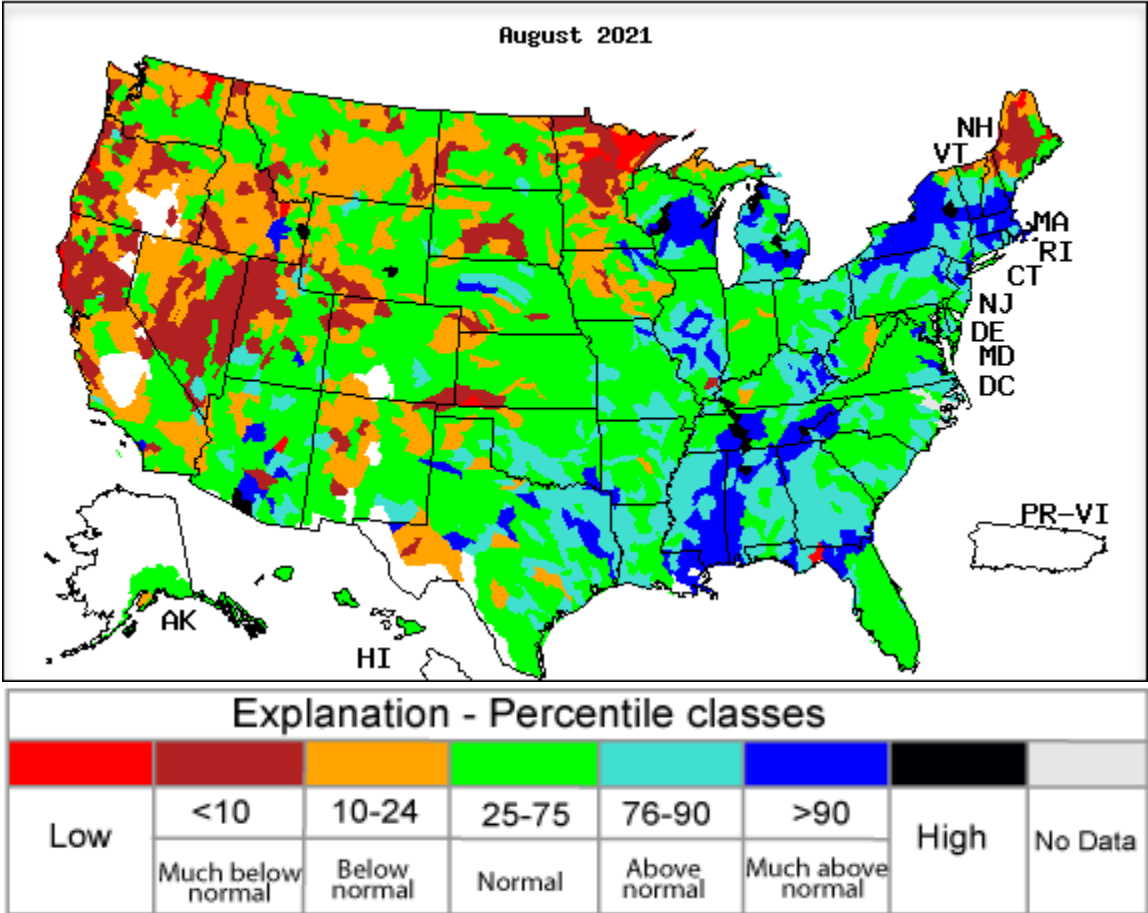 August 2021
NH
VT
MA
RI
CT
NJ
DE
MD
DC
PR-VI
AK
HI
Explanation - Percentile classes
Low
<10
10-24
25-75
76-90
>90
High
No Data
Much below
normal
Below
normal
Normal
Above
normal
Much above
normal